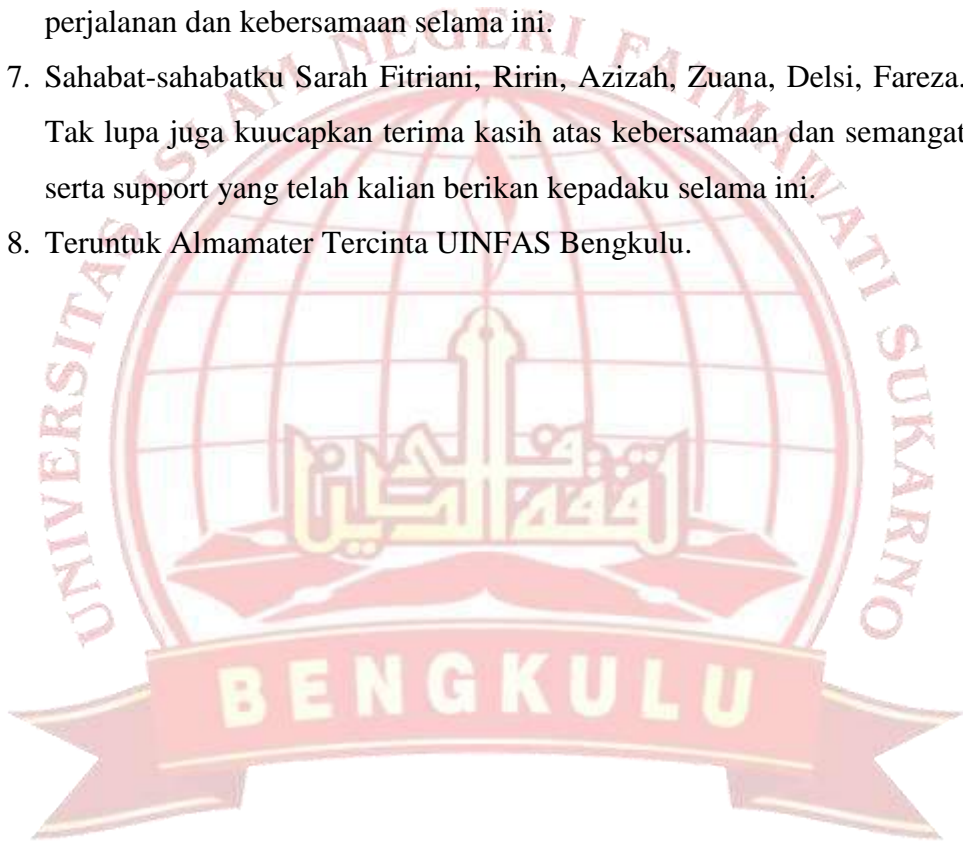 perjalanan dan kebersamaan selama ini.
7. Sahabat-sahabatku Sarah Fitriani, Ririn, Azizah, Zuana, Delsi, Fareza.
Tak lupa juga kuucapkan terima kasih atas kebersamaan dan semangat
serta support yang telah kalian berikan kepadaku selama ini.
8. Teruntuk Almamater Tercinta UINFAS Bengkulu.
UNIVERSITAS ISLAM NEGERI FATMAWATI SUKARNO
BENGKULU